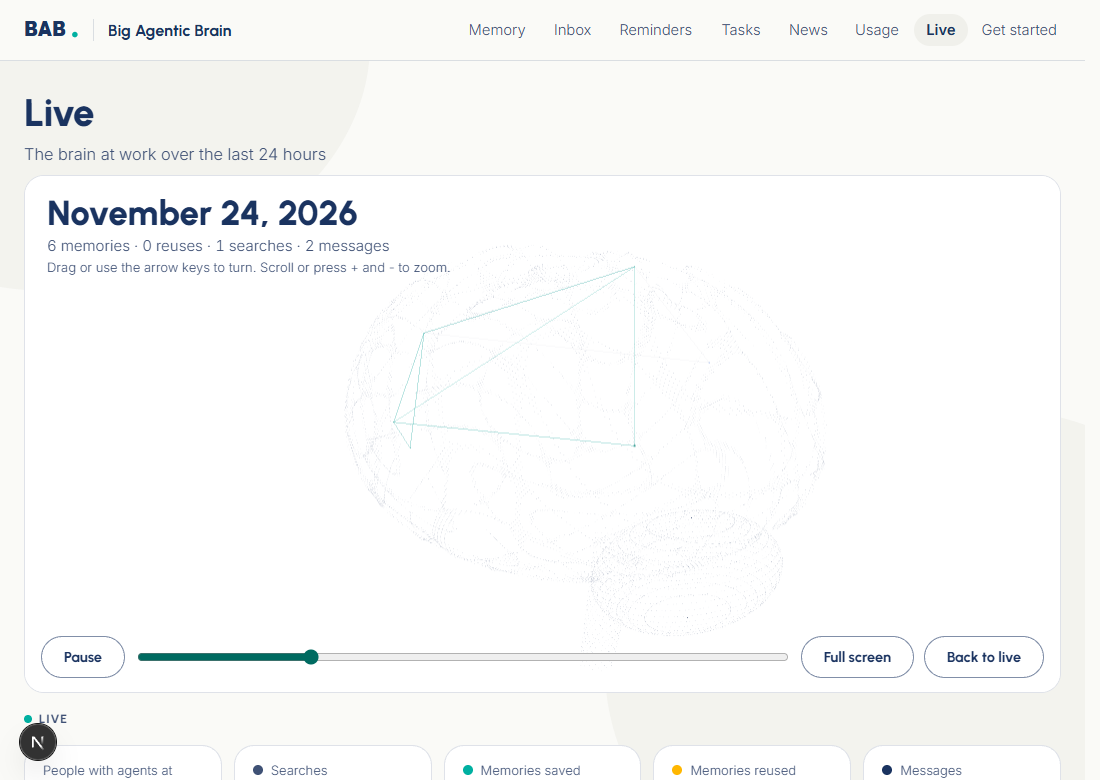 BAB. Big Agentic Brain Memory Inbox Reminders Tasks News Usage Live Get started
Live
The brain at work over the last 24 hours
November 24, 2026
6 memories · 0 reuses · 1 searches · 2 messages
Drag or use the arrow keys to turn. Scroll or press + and - to zoom.
Pause Full screen Back to live
LIVE
N
People with agents at Searches Memories saved Memories reused Messages